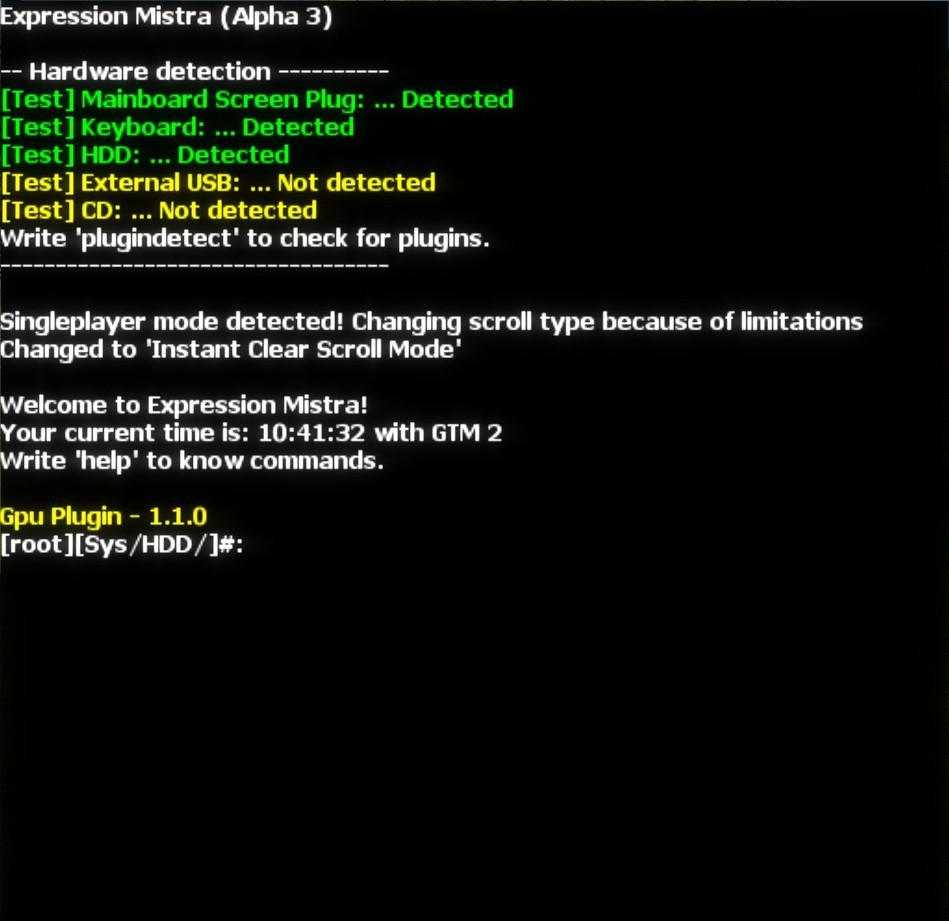 Expression Mistra (Alpha 3)
-- Hardware detection ----------
[Test] Mainboard Screen Plug: ... Detected
[Test] Keyboard: ... Detected
[Test] HDD: ... Detected
[Test] External USB: ... Not detected
[Test] CD: ... Not detected
Write 'plugindetect' to check for plugins.
-----------------------------------
Singleplayer mode detected! Changing scroll type because of limitations
Changed to 'Instant Clear Scroll Mode'
Welcome to Expression Mistra!
Your current time is: 10:41:32 with GTM 2
Write 'help' to know commands.
Gpu Plugin - 1.1.0
[root][Sys/HDD/]#: